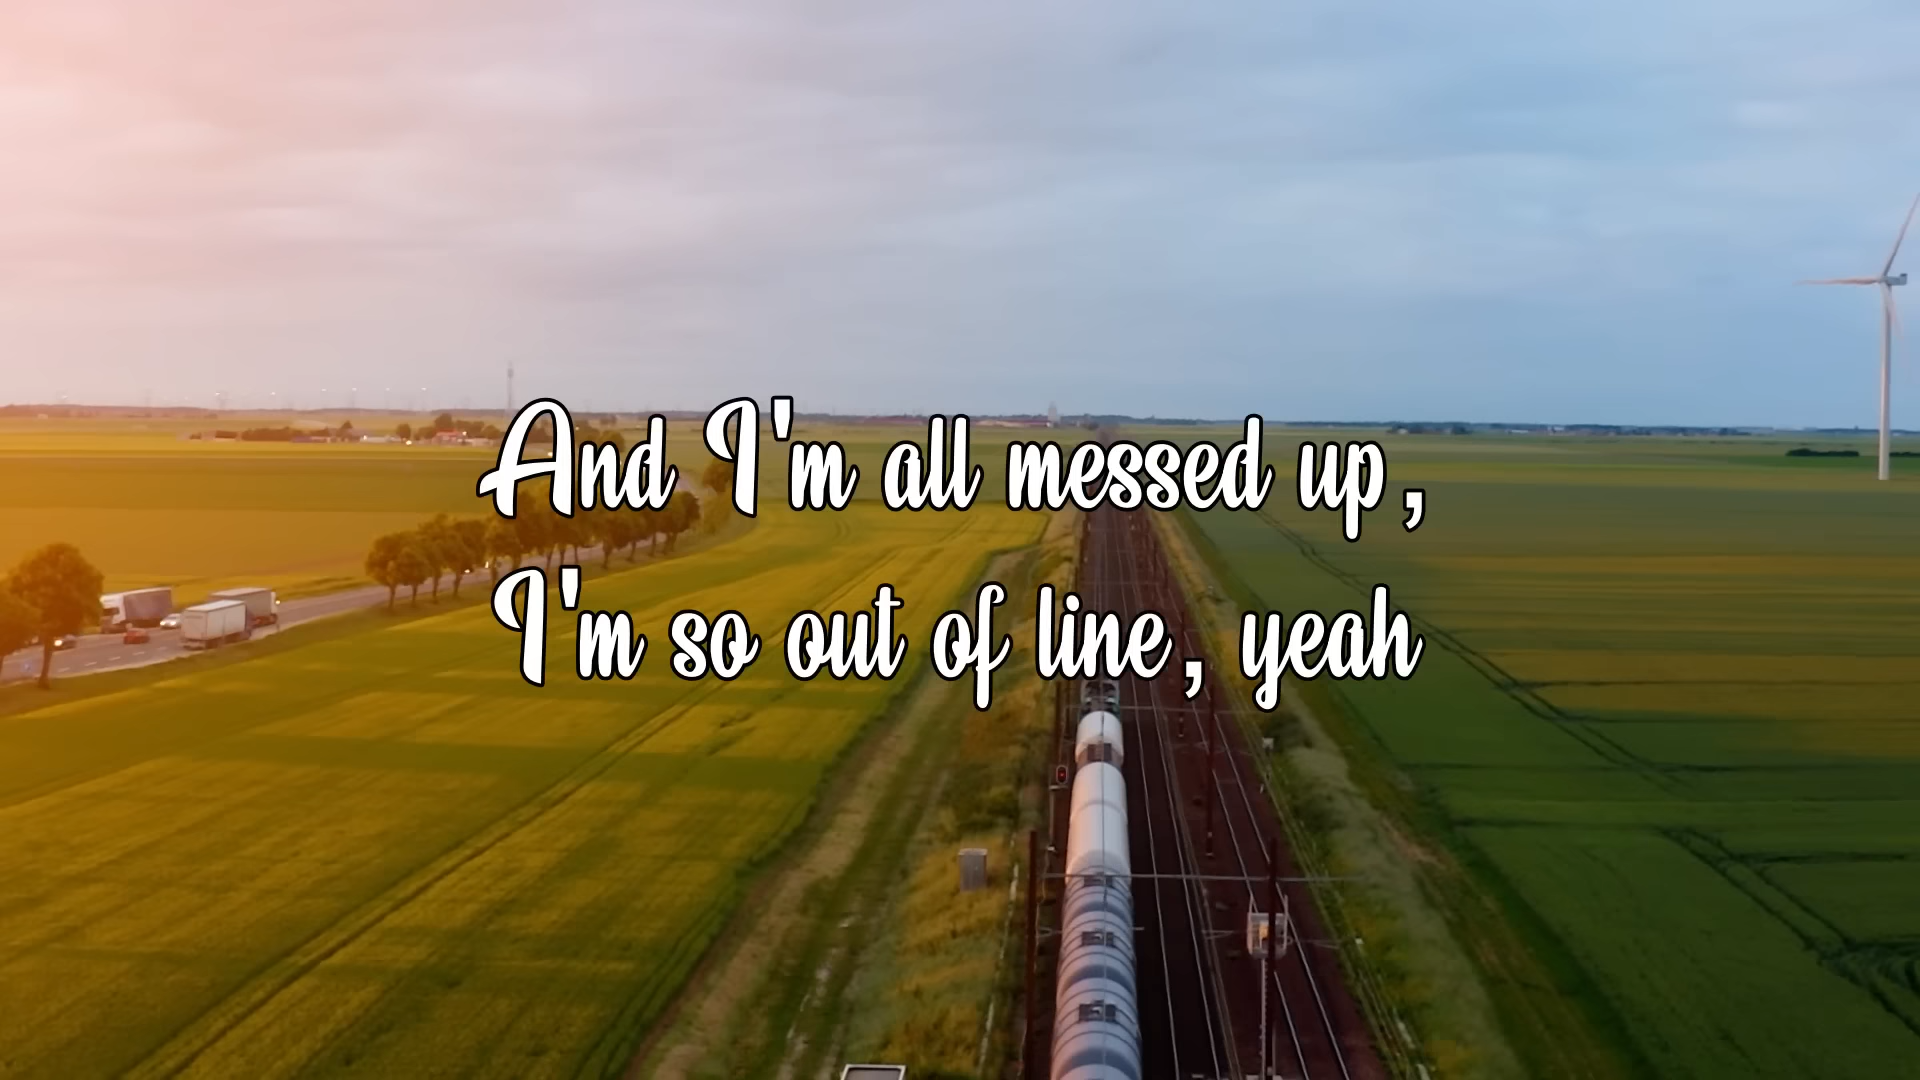 And I'm all messed up,
I'm so out of line, yeah